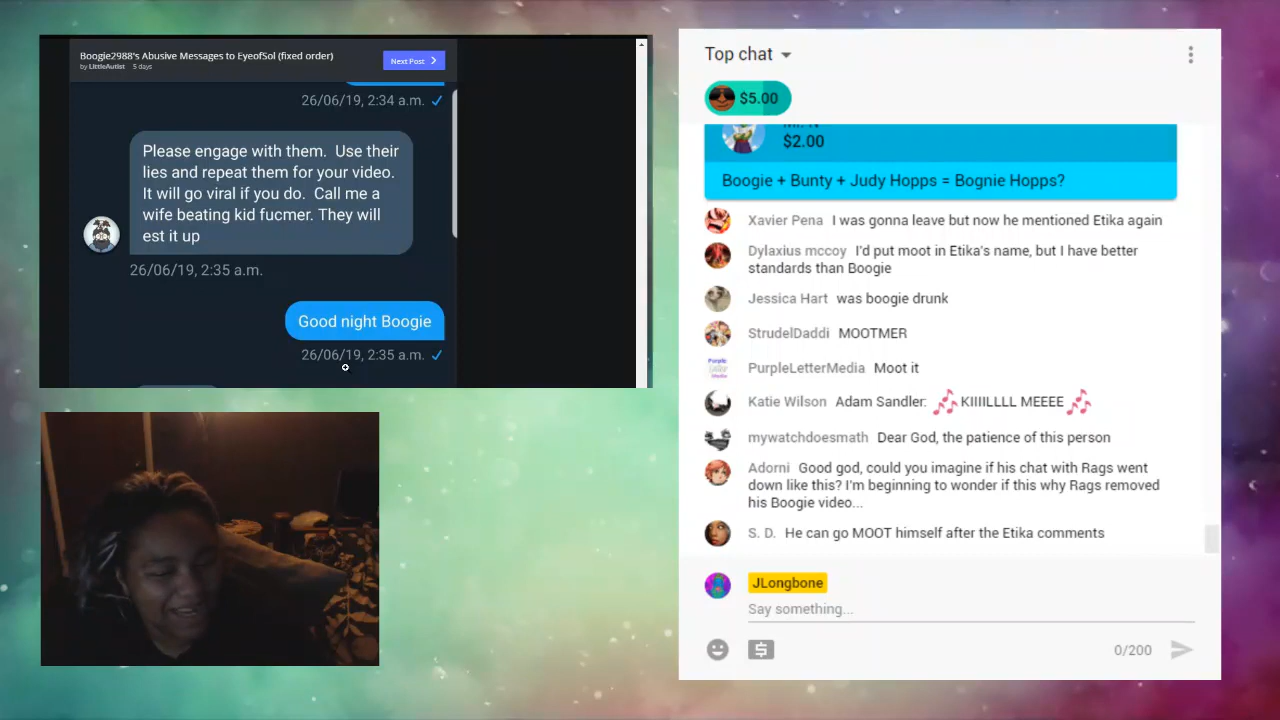 Boogie2988's Abusive Messages to EyeofSol (fixed order)
by LittleAutist 5 days
Next Post
26/06/19, 2:34 a.m.
Please engage with them. Use their
lies and repeat them for your video.
It will go viral if you do. Call me a
wife beating kid fucmer. They will
est it up
26/06/19, 2:35 a.m.
Good night Boogie
26/06/19, 2:35 a.m.
Top chat
$5.00
$2.00
Boogie + Bunty + Judy Hopps = Bognie Hopps?
Xavier Pena I was gonna leave but now he mentioned Etika again
Dylaxius mccoy I'd put moot in Etika's name, but I have better
standards than Boogie
Jessica Hart was boogie drunk
StrudelDaddi MOOTMER
Purple Letter Media
PurpleLetterMedia Moot it
Katie Wilson Adam Sandler: 🎶KIIIILLLL MEEEE🎶
mywatchdoesmath Dear God, the patience of this person
Adorni Good god, could you imagine if his chat with Rags went
down like this? I'm beginning to wonder if this why Rags removed
his Boogie video...
S. D. He can go MOOT himself after the Etika comments
JLongbone
Say something...
0/200